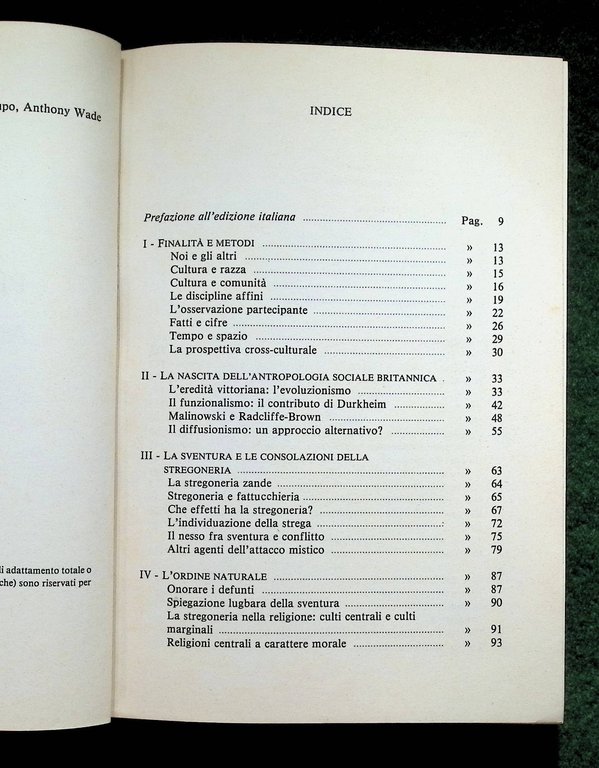 upo, Anthony Wade
li adattamento totale o
che) sono riservati per
INDICE
Prefazione all'edizione italiana ........ Pag. 9
I - FINALITÀ E METODI ........ » 13
Noi e gli altri ........ » 13
Cultura e razza ........ » 15
Cultura e comunità ........ » 16
Le discipline affini ........ » 19
L'osservazione partecipante ........ » 22
Fatti e cifre ........ » 26
Tempo e spazio ........ » 29
La prospettiva cross-culturale ........ » 30
II - LA NASCITA DELL'ANTROPOLOGIA SOCIALE BRITANNICA . » 33
L'eredità vittoriana: l'evoluzionismo ........ » 33
Il funzionalismo: il contributo di Durkheim ........ » 42
Malinowski e Radcliffe-Brown ........ » 48
Il diffusionismo: un approccio alternativo? ........ » 55
III - LA SVENTURA E LE CONSOLAZIONI DELLA
STREGONERIA ........ » 63
La stregoneria zande ........ » 64
Stregoneria e fattucchieria ........ » 65
Che effetti ha la stregoneria? ........ » 67
L'individuazione della strega ........ » 72
Il nesso fra sventura e conflitto ........ » 75
Altri agenti dell'attacco mistico ........ » 79
IV - L'ORDINE NATURALE ........ » 87
Onorare i defunti ........ » 87
Spiegazione lugbara della sventura ........ » 90
La stregoneria nella religione: culti centrali e culti
marginali ........ » 91
Religioni centrali a carattere morale ........ » 93